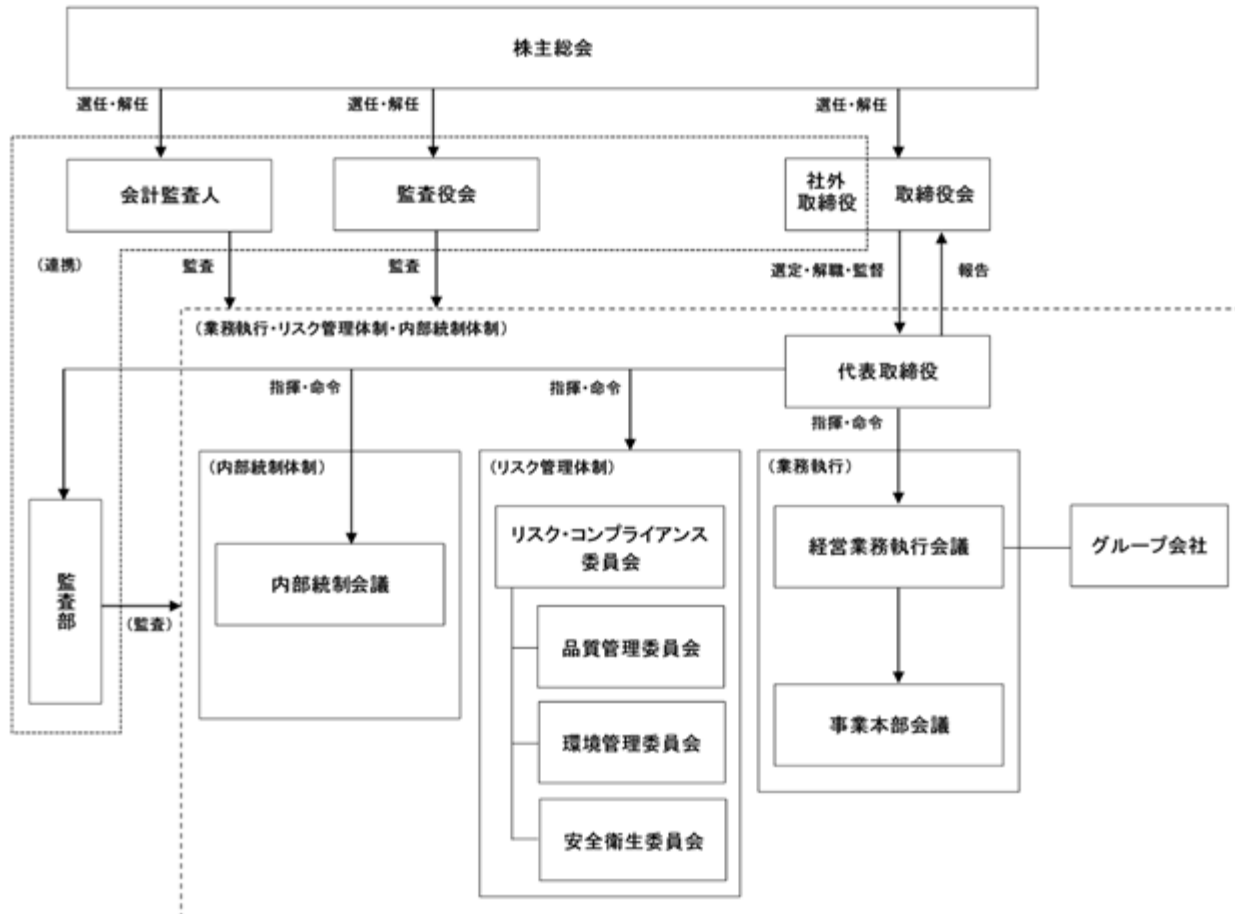 株主総会
選任・解任
選任・解任
選任・解任
会計監査人
監査役会
社外
取締役
取締役会
(連携)
監査
監査
選定・解職・監督
報告
(業務執行・リスク管理体制・内部統制体制)
代表取締役
指揮・命令
指揮・命令
指揮・命令
(内部統制体制)
(リスク管理体制)
(業務執行)
監査部
(監査)
内部統制会議
リスク・コンプライアンス
委員会
品質管理委員会
環境管理委員会
安全衛生委員会
経営業務執行会議
グループ会社
事業本部会議